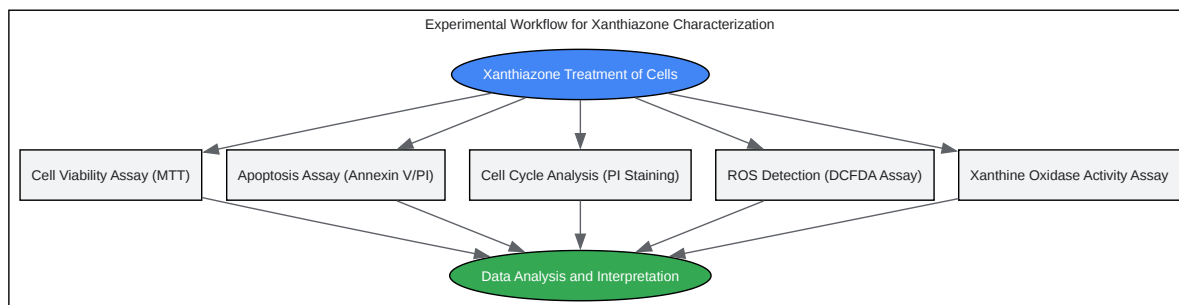 Experimental Workflow for Xanthiazone Characterization
Xanthiazone Treatment of Cells
Cell Viability Assay (MTT)
Apoptosis Assay (Annexin V/PI)
Cell Cycle Analysis (PI Staining)
ROS Detection (DCFDA Assay)
Xanthine Oxidase Activity Assay
Data Analysis and Interpretation